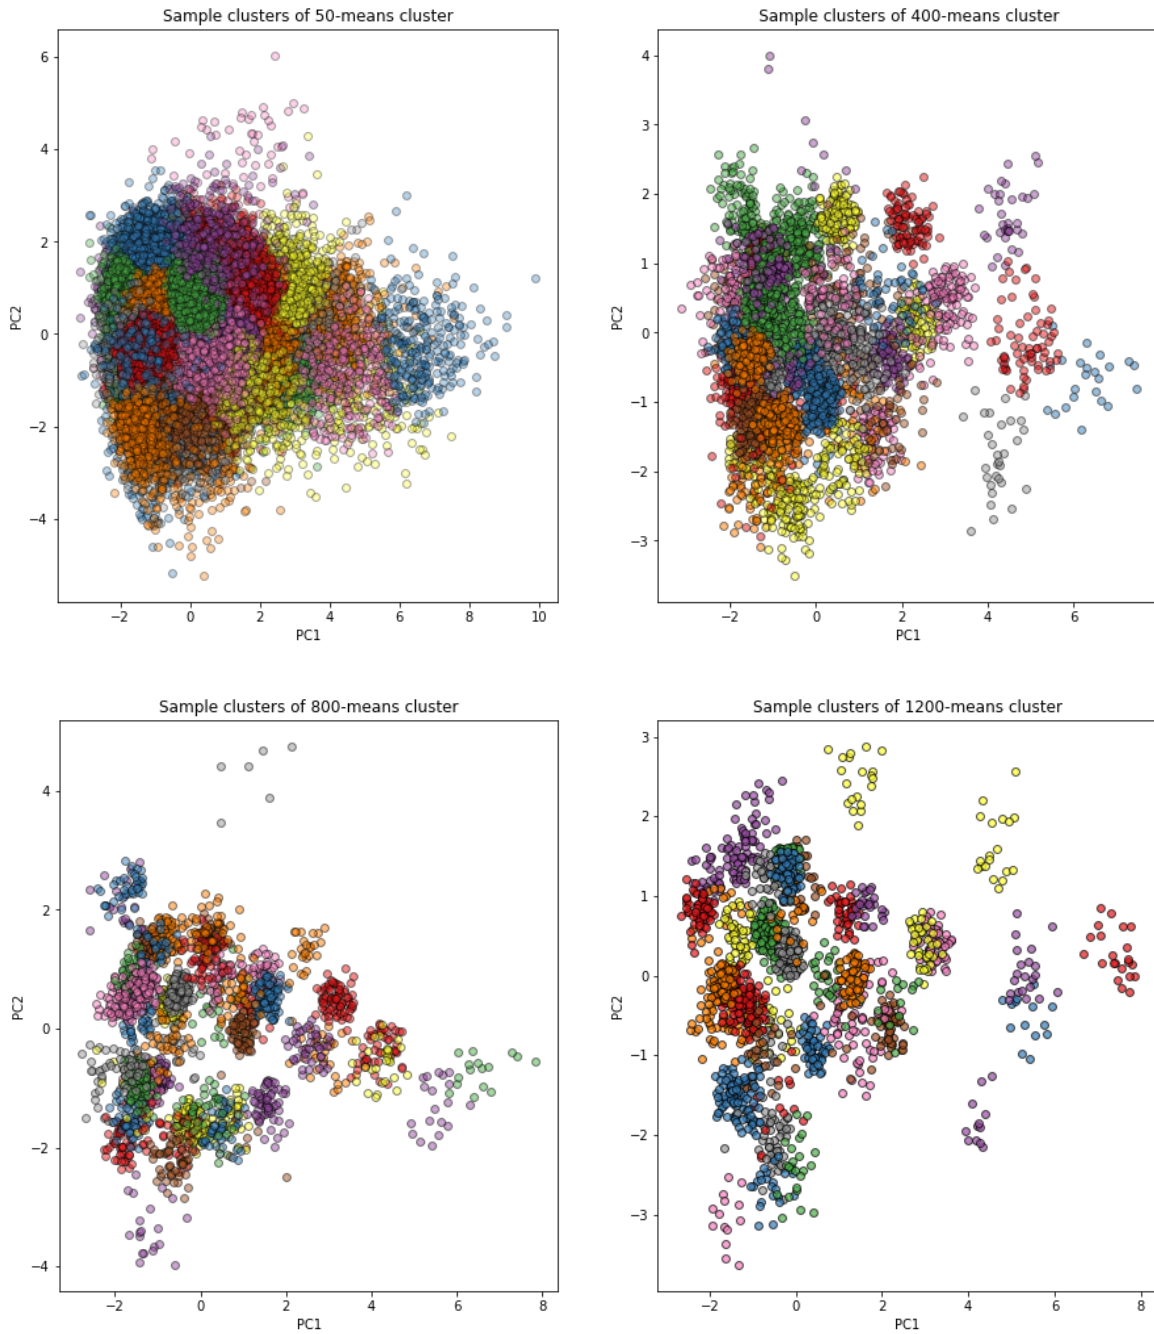 Sample clusters of 50-means cluster
6
4
2
0
−2
−4
PC2
−2 0 2 4 6 8 10
PC1
Sample clusters of 400-means cluster
4
3
2
1
0
−1
−2
−3
PC2
−2 0 2 4 6
PC1
Sample clusters of 800-means cluster
4
2
0
−2
−4
PC2
−2 0 2 4 6 8
PC1
Sample clusters of 1200-means cluster
3
2
1
0
−1
−2
−3
PC2
−2 0 2 4 6 8
PC1